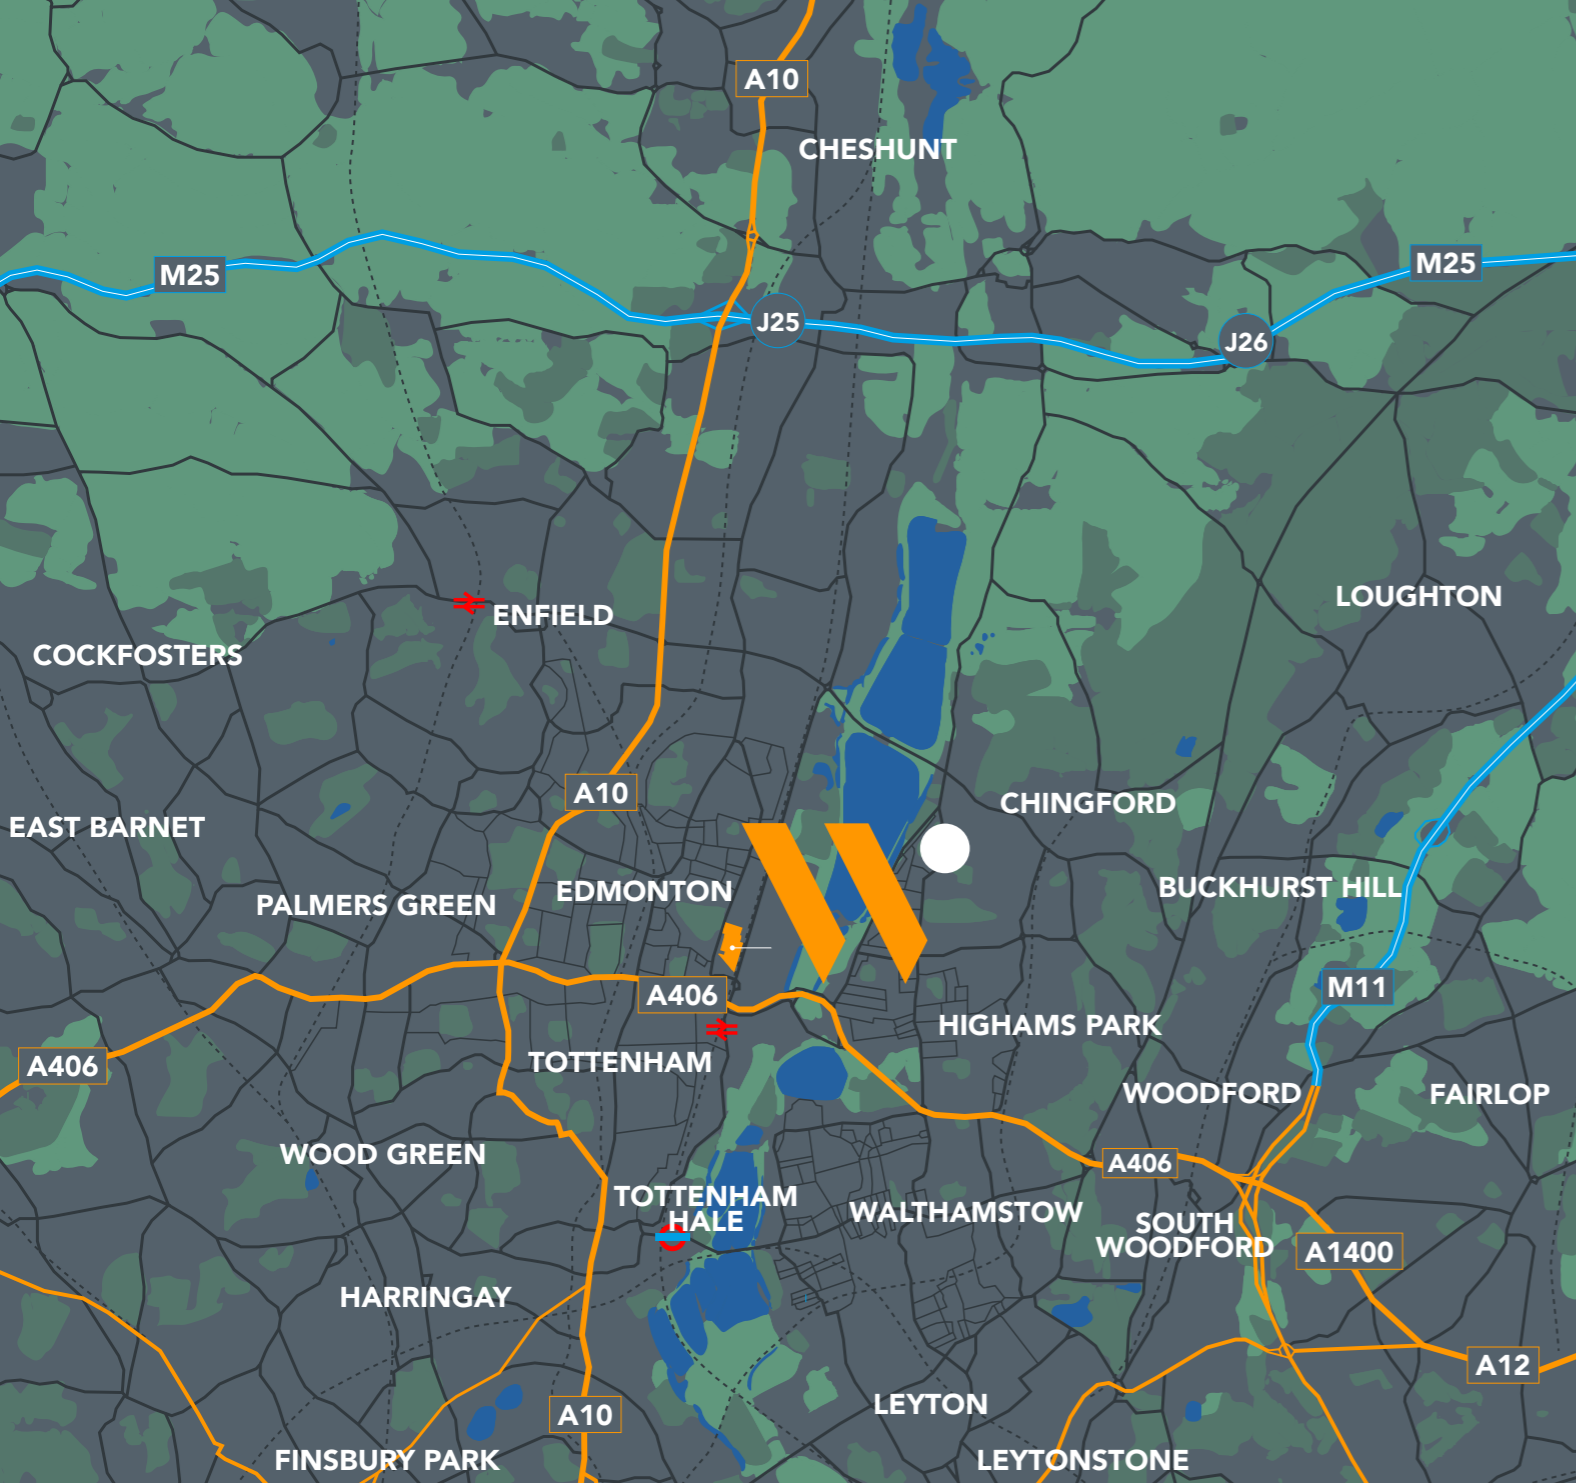 A10
CHESHUNT
M25
M25
J25
J26
LOUGHTON
ENFIELD
COCKFOSTERS
A10
CHINGFORD
EAST BARNET
EDMONTON
BUCKHURST HILL
PALMERS GREEN
A406
M11
HIGHAMS PARK
TOTTENHAM
A406
WOODFORD
FAIRLOP
WOOD GREEN
A406
TOTTENHAM
HALE
WALTHAMSTOW
SOUTH
WOODFORD
A1400
HARRINGAY
A12
LEYTON
A10
FINSBURY PARK
LEYTONSTONE